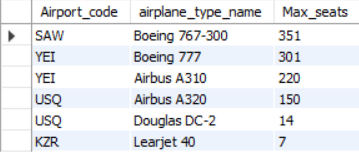 Airport_code airplane_type_name Max_seats
SAW Boeing 767-300 351
YEI Boeing 777 301
YEI Airbus A310 220
USQ Airbus A320 150
USQ Douglas DC-2 14
KZR Learjet 40 7